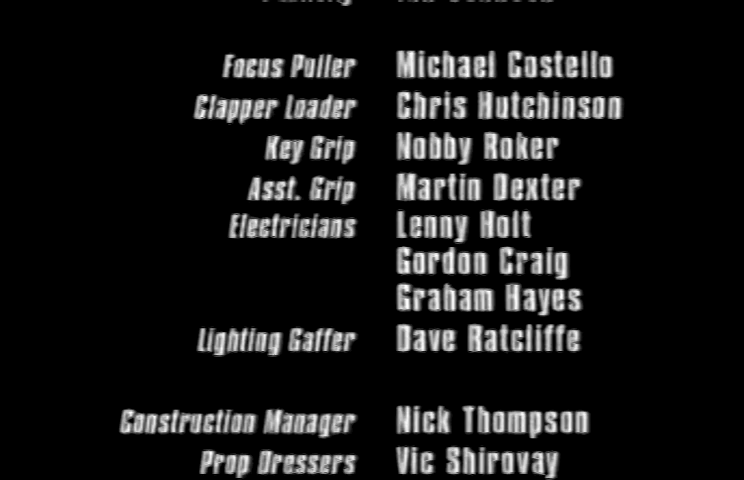 Focus Puller Michael Costello
Clapper Loader Chris Hutchinson
Key Grip Nobby Roker
Asst. Grip Martin Dexter
Electricians Lenny Holt
Gordon Craig
Graham Hayes
Lighting Gaffer Dave Ratcliffe
Construction Manager Nick Thompson
Prop Dressers Vic Shirovay